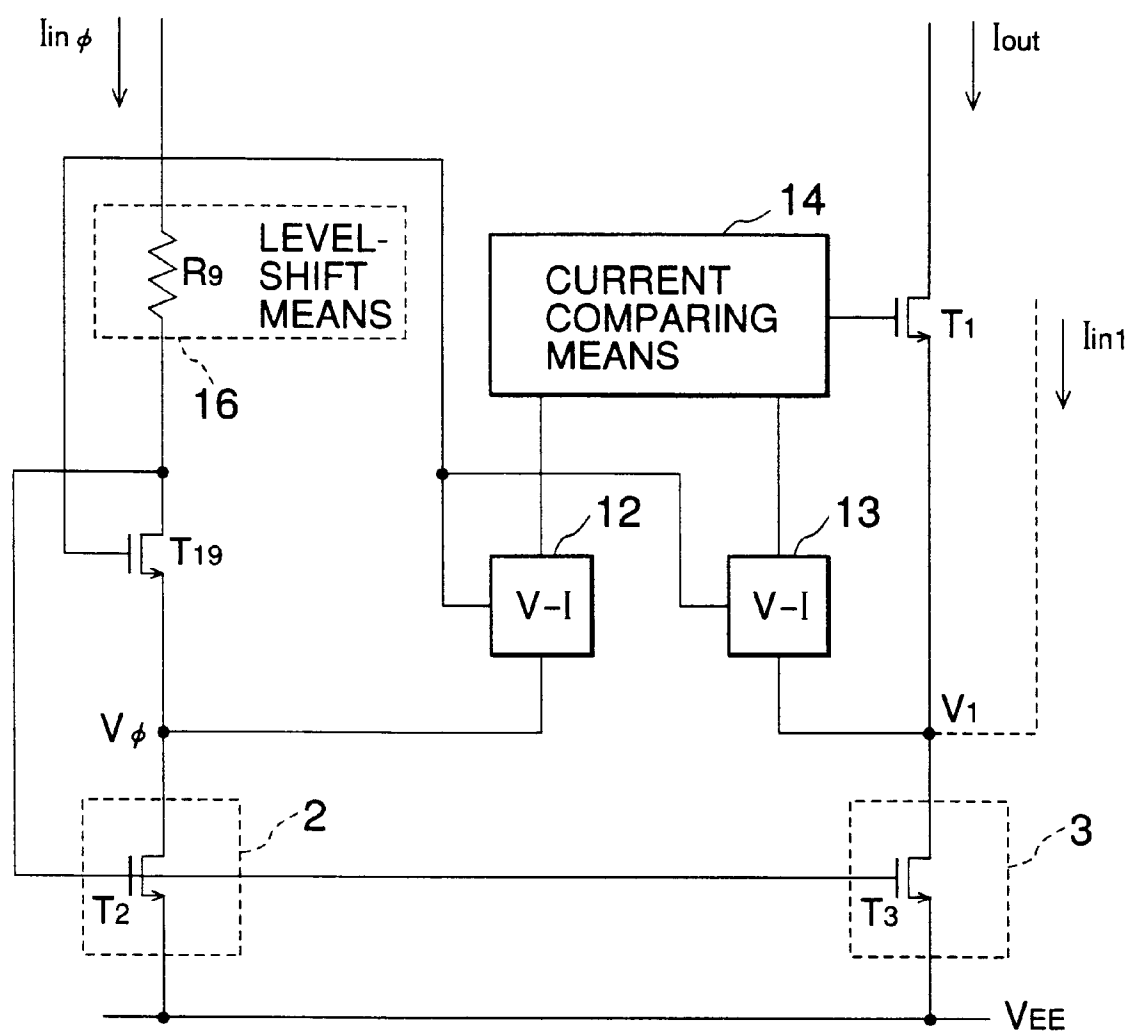 Iin φ
Iout
14
LEVEL-
SHIFT
MEANS
R9
CURRENT
COMPARING
MEANS
T1
Iin1
16
12
13
T19
V-I
V-I
V φ
V1
2
3
T2
T3
VEE